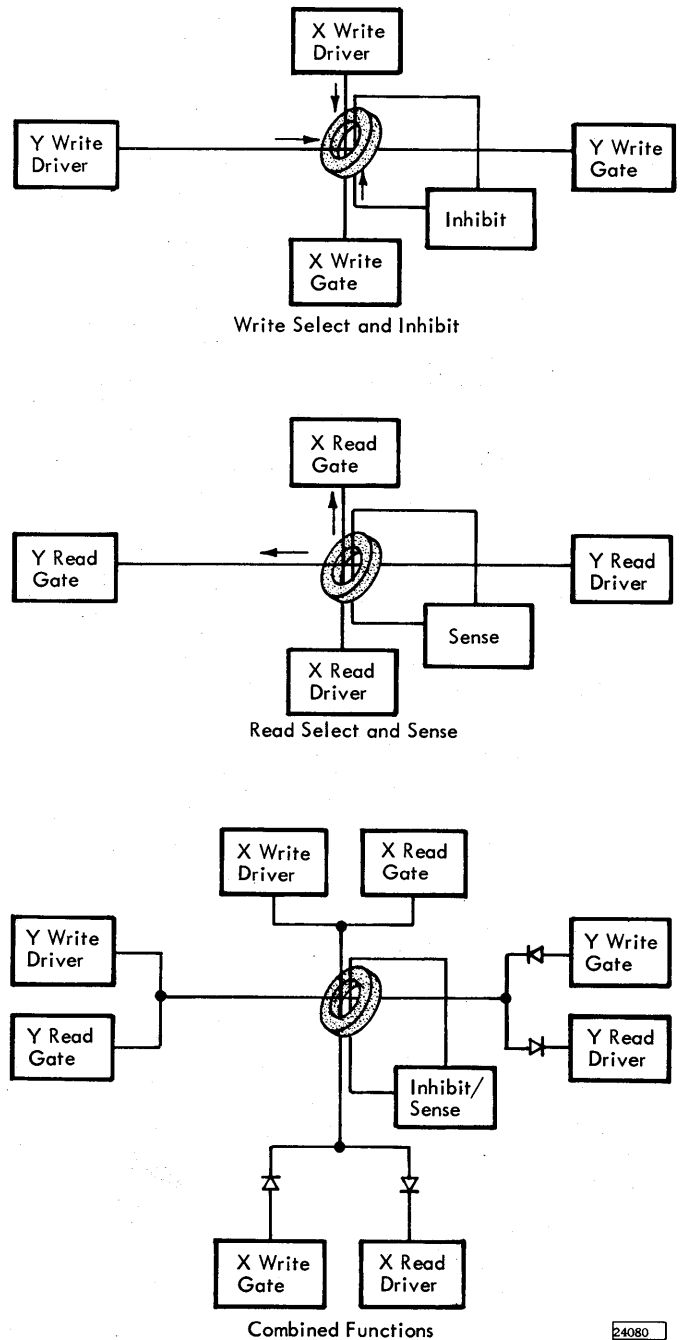 X Write
Driver
Y Write
Driver
Y Write
Gate
Inhibit
X Write
Gate
Write Select and Inhibit
X Read
Gate
Y Read
Gate
Y Read
Driver
Sense
X Read
Driver
Read Select and Sense
X Write
Driver
X Read
Gate
Y Write
Driver
Y Write
Gate
Y Read
Gate
Y Read
Driver
Inhibit/
Sense
X Write
Gate
X Read
Driver
Combined Functions
24080